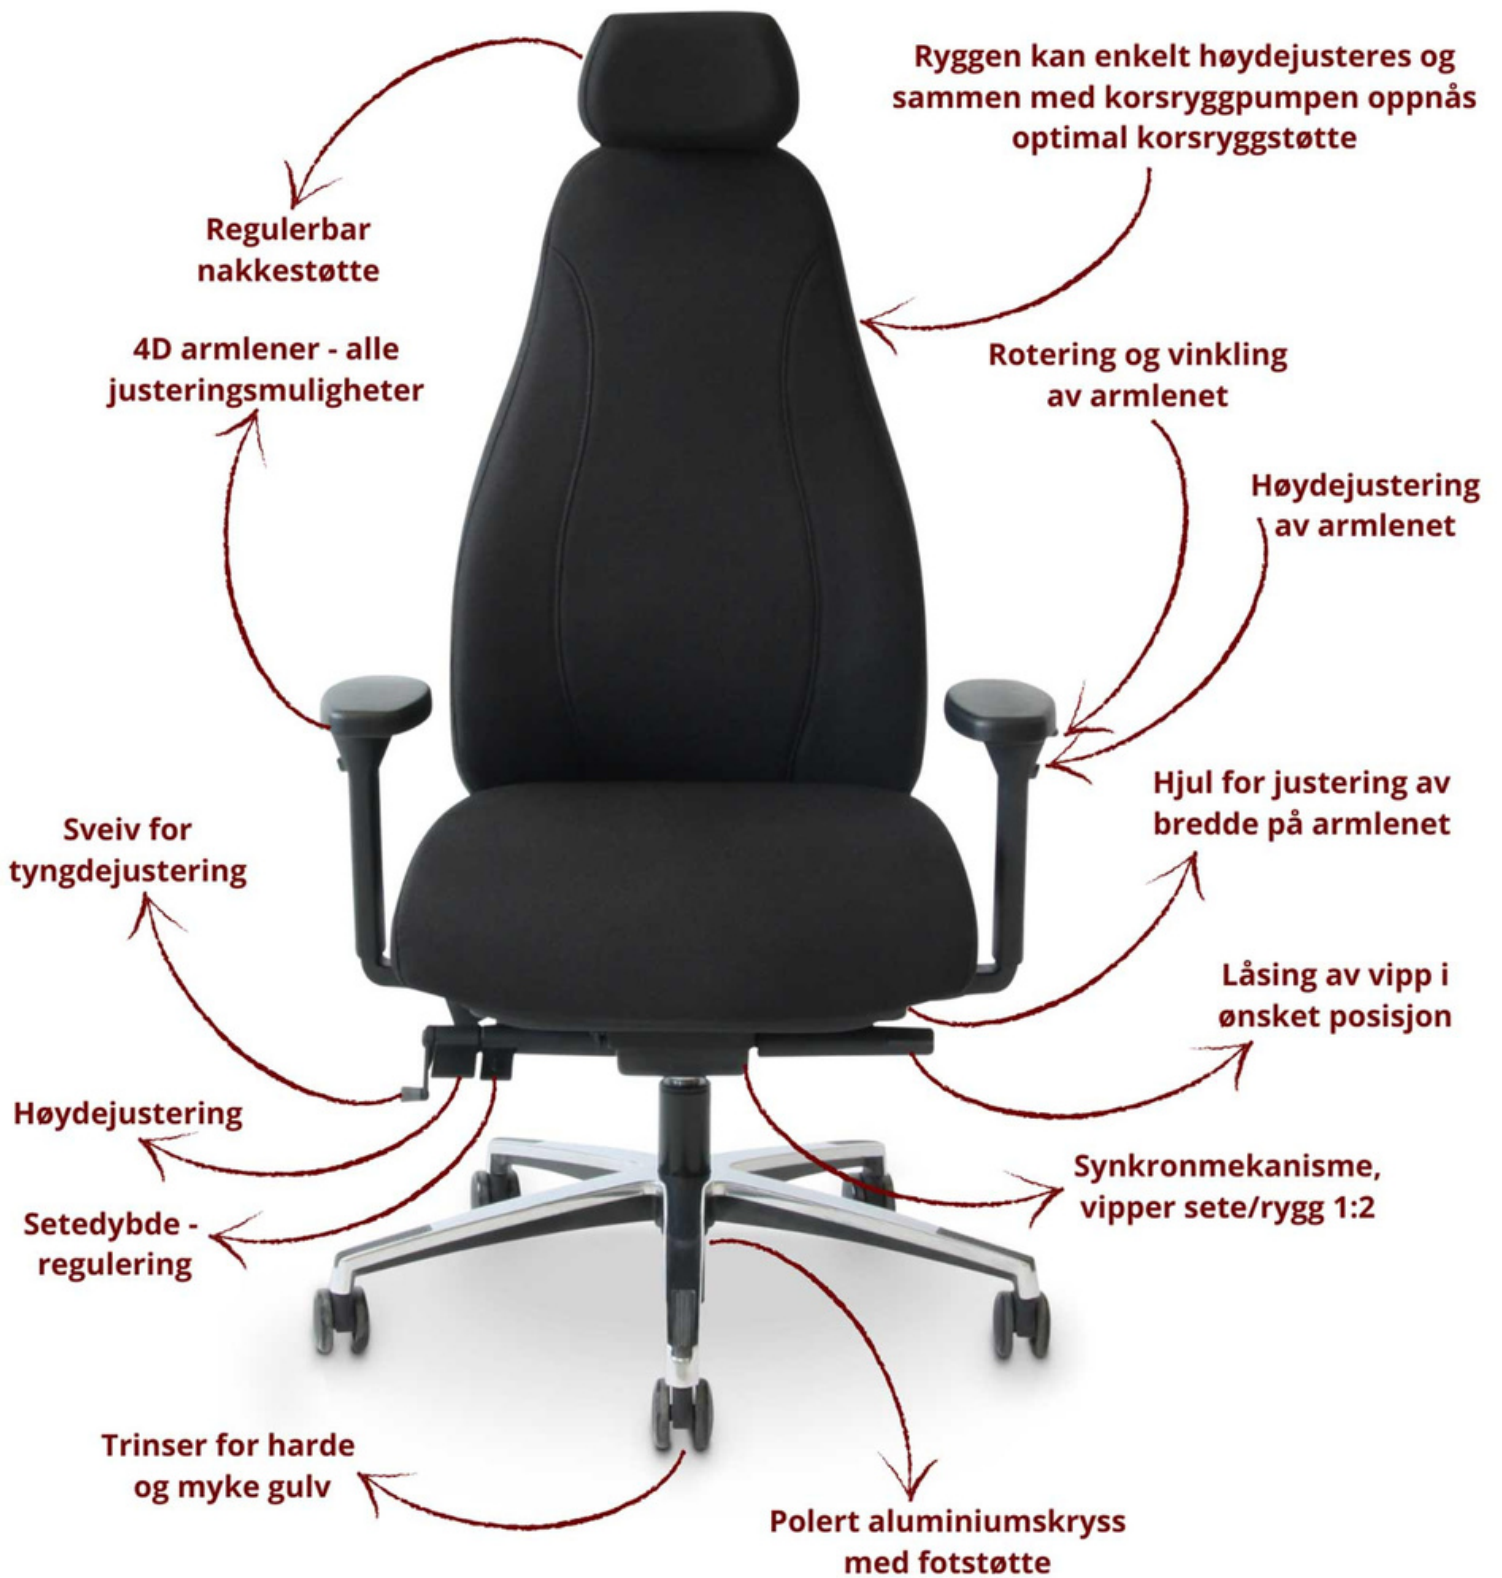 Ryggen kan enkelt høydejusteres og
sammen med korsryggpumpen oppnås
optimal korsryggstøtte
Regulerbar
nakkestøtte
4D armlener - alle
justeringsmuligheter
Rotering og vinkling
av armlenet
Høydejustering
av armlenet
Hjul for justering av
bredde på armlenet
Sveiv for
tyngdejustering
Låsing av vipp i
ønsket posisjon
Høydejustering
Synkronmekanisme,
vipper sete/rygg 1:2
Setedybde -
regulering
Trinser for harde
og myke gulv
Polert aluminiumskryss
med fotstøtte